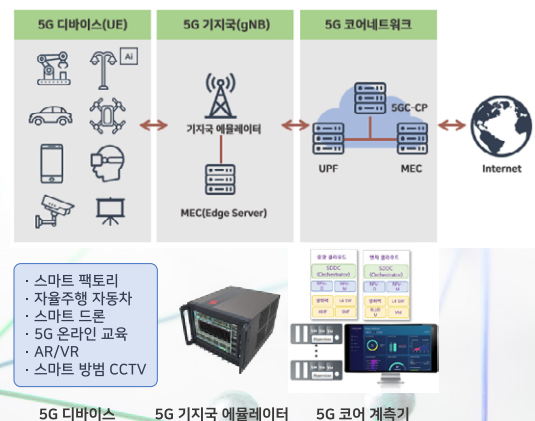 5G 디바이스(UE)
5G 기지국(gNB)
5G 코어네트워크
Ai
기지국 에뮬레이터
MEC(Edge Server)
5GC-CP
UPF
MEC
Internet
· 스마트 팩토리
· 자율주행 자동차
· 스마트 드론
· 5G 온라인 교육
· AR/VR
· 스마트 방범 CCTV
SDDC
(Orchestrator)
SDDC
(Orchestrator)
5G 디바이스
5G 기지국 에뮬레이터
5G 코어 계측기